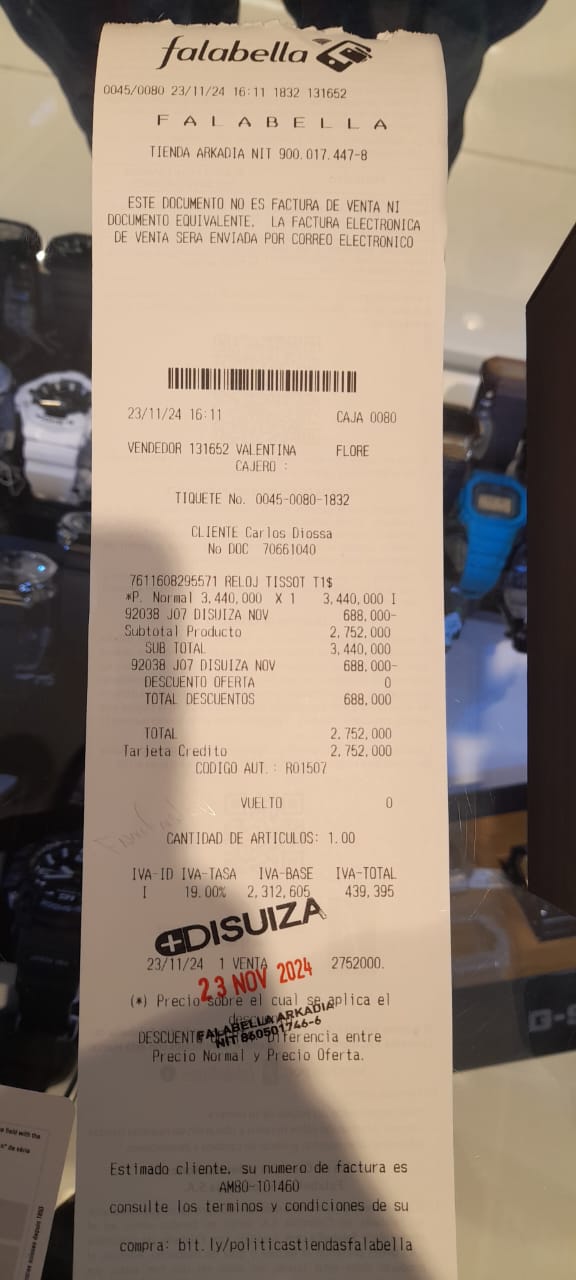 falabella
0045/0080 23/11/24 16:11 1832 131652
F A L A B E L L A
TIENDA ARKADIA NIT 900.017.447-8
ESTE DOCUMENTO NO ES FACTURA DE VENTA NI
DOCUMENTO EQUIVALENTE. LA FACTURA ELECTRONICA
DE VENTA SERA ENVIADA POR CORREO ELECTRONICO
23/11/24 16:11 CAJA 0080
VENDEDOR 131652 VALENTINA FLORE
CAJERO :
TIQUETE No. 0045-0080-1832
CLIENTE Carlos Diossa
No DOC 70661040
7611608295571 RELOJ TISSOT T1$
*P. Normal 3,440,000 X 1 3,440,000 I
92038 J07 DISUIZA NOV 688,000-
Subtotal Producto 2,752,000
SUB TOTAL 3,440,000
92038 J07 DISUIZA NOV 688,000-
DESCUENTO OFERTA 0
TOTAL DESCUENTOS 688,000
TOTAL 2,752,000
Tarjeta Credito 2,752,000
CODIGO AUT.: R01507
VUELTO 0
CANTIDAD DE ARTICULOS: 1.00
IVA-ID IVA-TASA IVA-BASE IVA-TOTAL
I 19.00% 2,312,605 439,395
DISUIZA
23/11/24 1 VENTA 2752000.
23 NOV 2024
(*) Precio sobre el cual se aplica el
FALABELLA ARKADIA
NIT 860501746-6
DESCUENTO diferencia entre
Precio Normal y Precio Oferta.
Estimado cliente, su numero de factura es
AM80-101460
consulte los terminos y condiciones de su
compra: bit.ly/politicastiendasfalabella